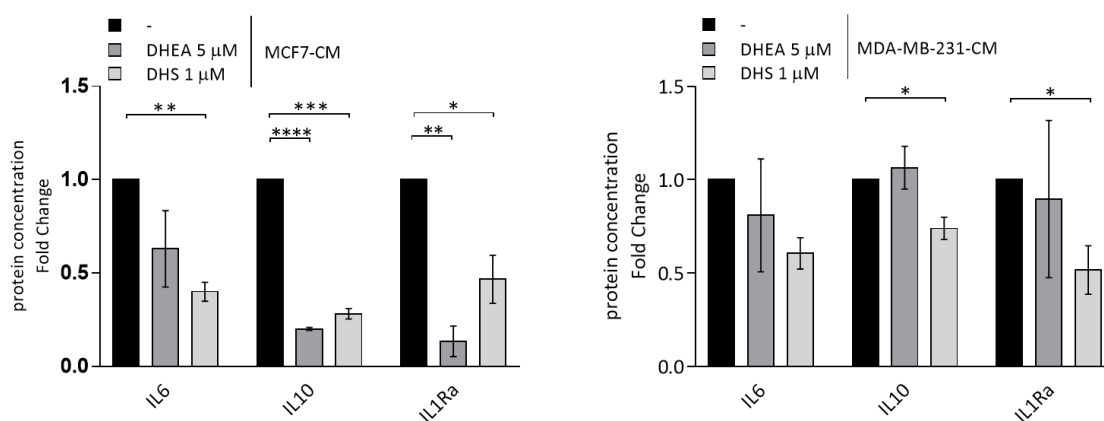 -
DHEA 5 μM
DHS 1 μM
MCF7-CM
protein concentration
Fold Change
1.5
1.0
0.5
0.0
**
****
***
**
*
IL6
IL10
IL1Ra
-
DHEA 5 μM
DHS 1 μM
MDA-MB-231-CM
protein concentration
Fold Change
1.5
1.0
0.5
0.0
*
*
IL6
IL10
IL1Ra